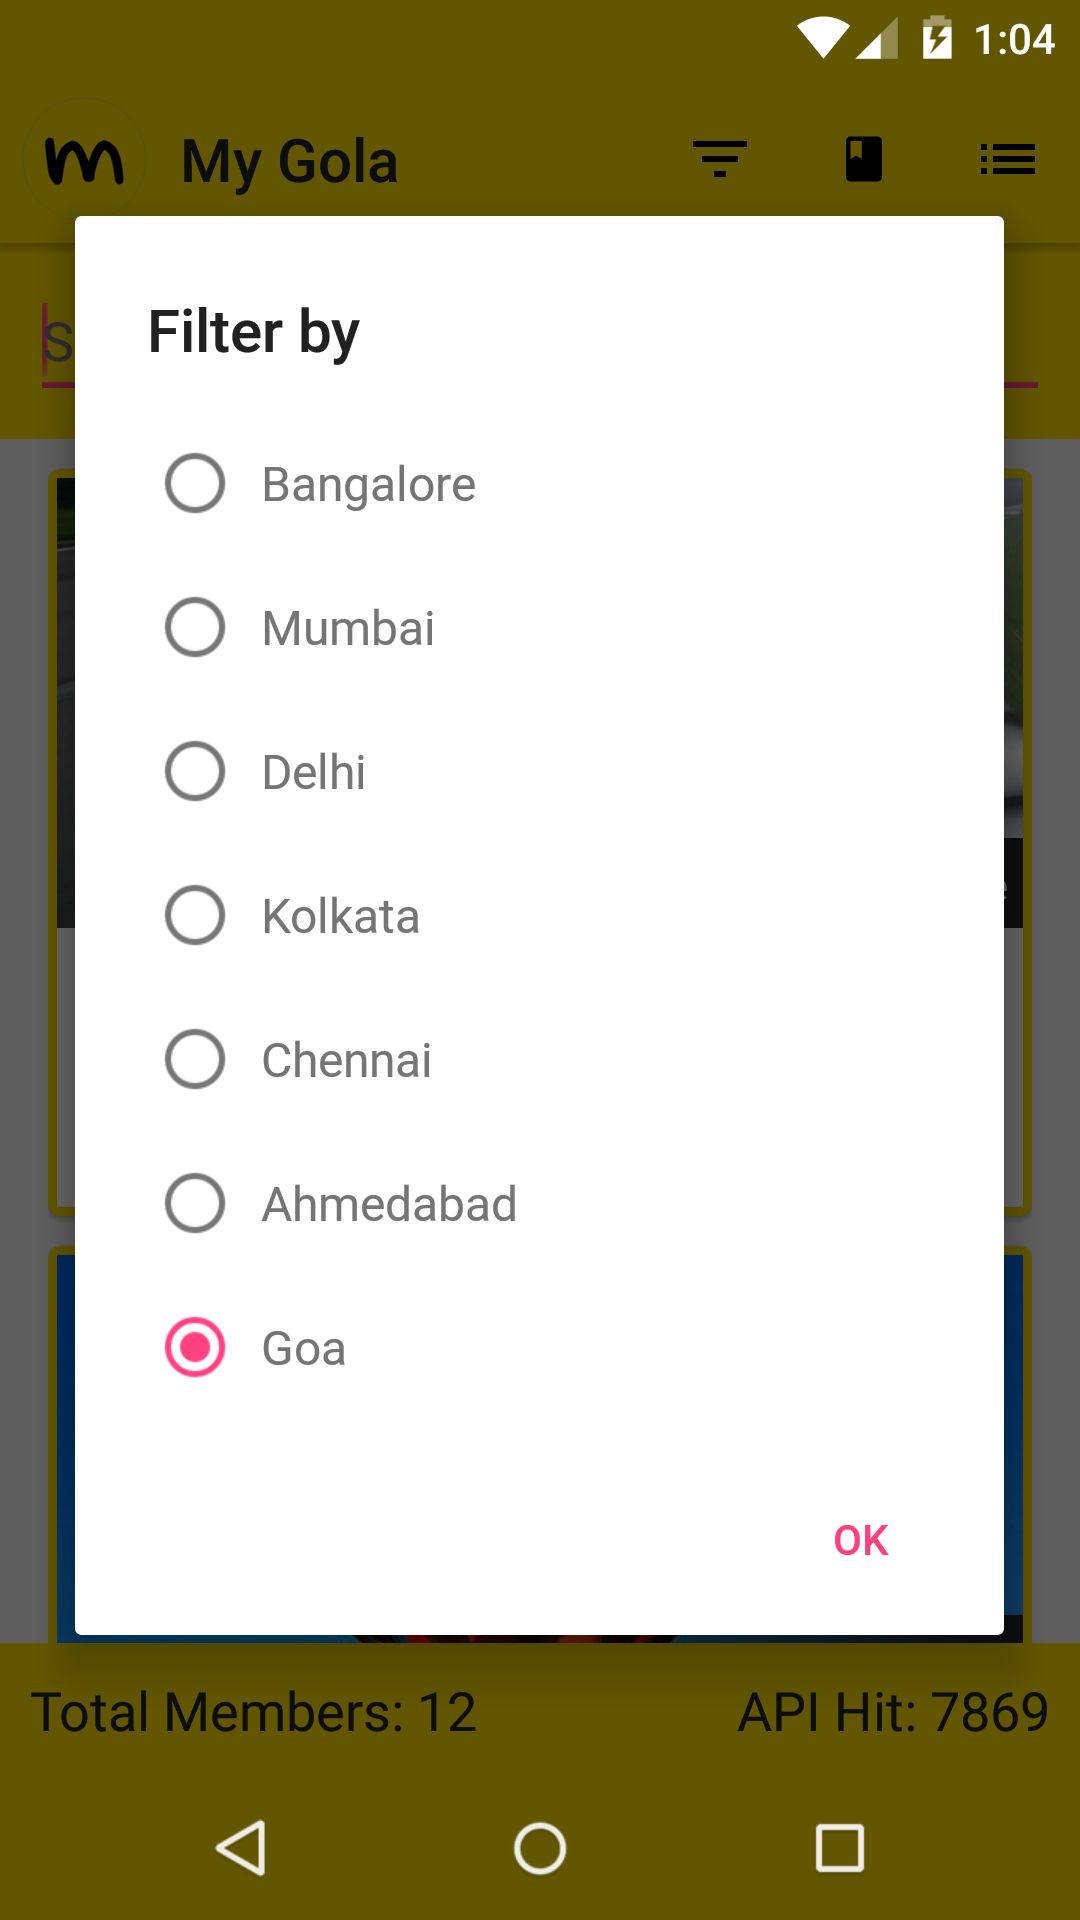 1:04
m My Gola
Filter by
S
Bangalore
Mumbai
Delhi
Kolkata
Chennai
Ahmedabad
Goa
OK
Total Members: 12 API Hit: 7869